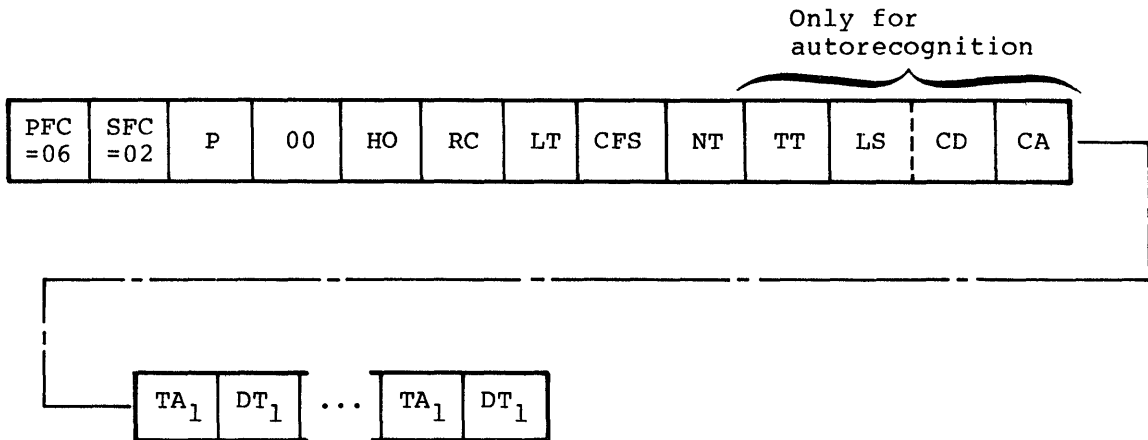 Only for
autorecognition
PFC =06 SFC =02 P 00 HO RC LT CFS NT TT LS CD CA
TA1 DT1 ... TA1 DT1